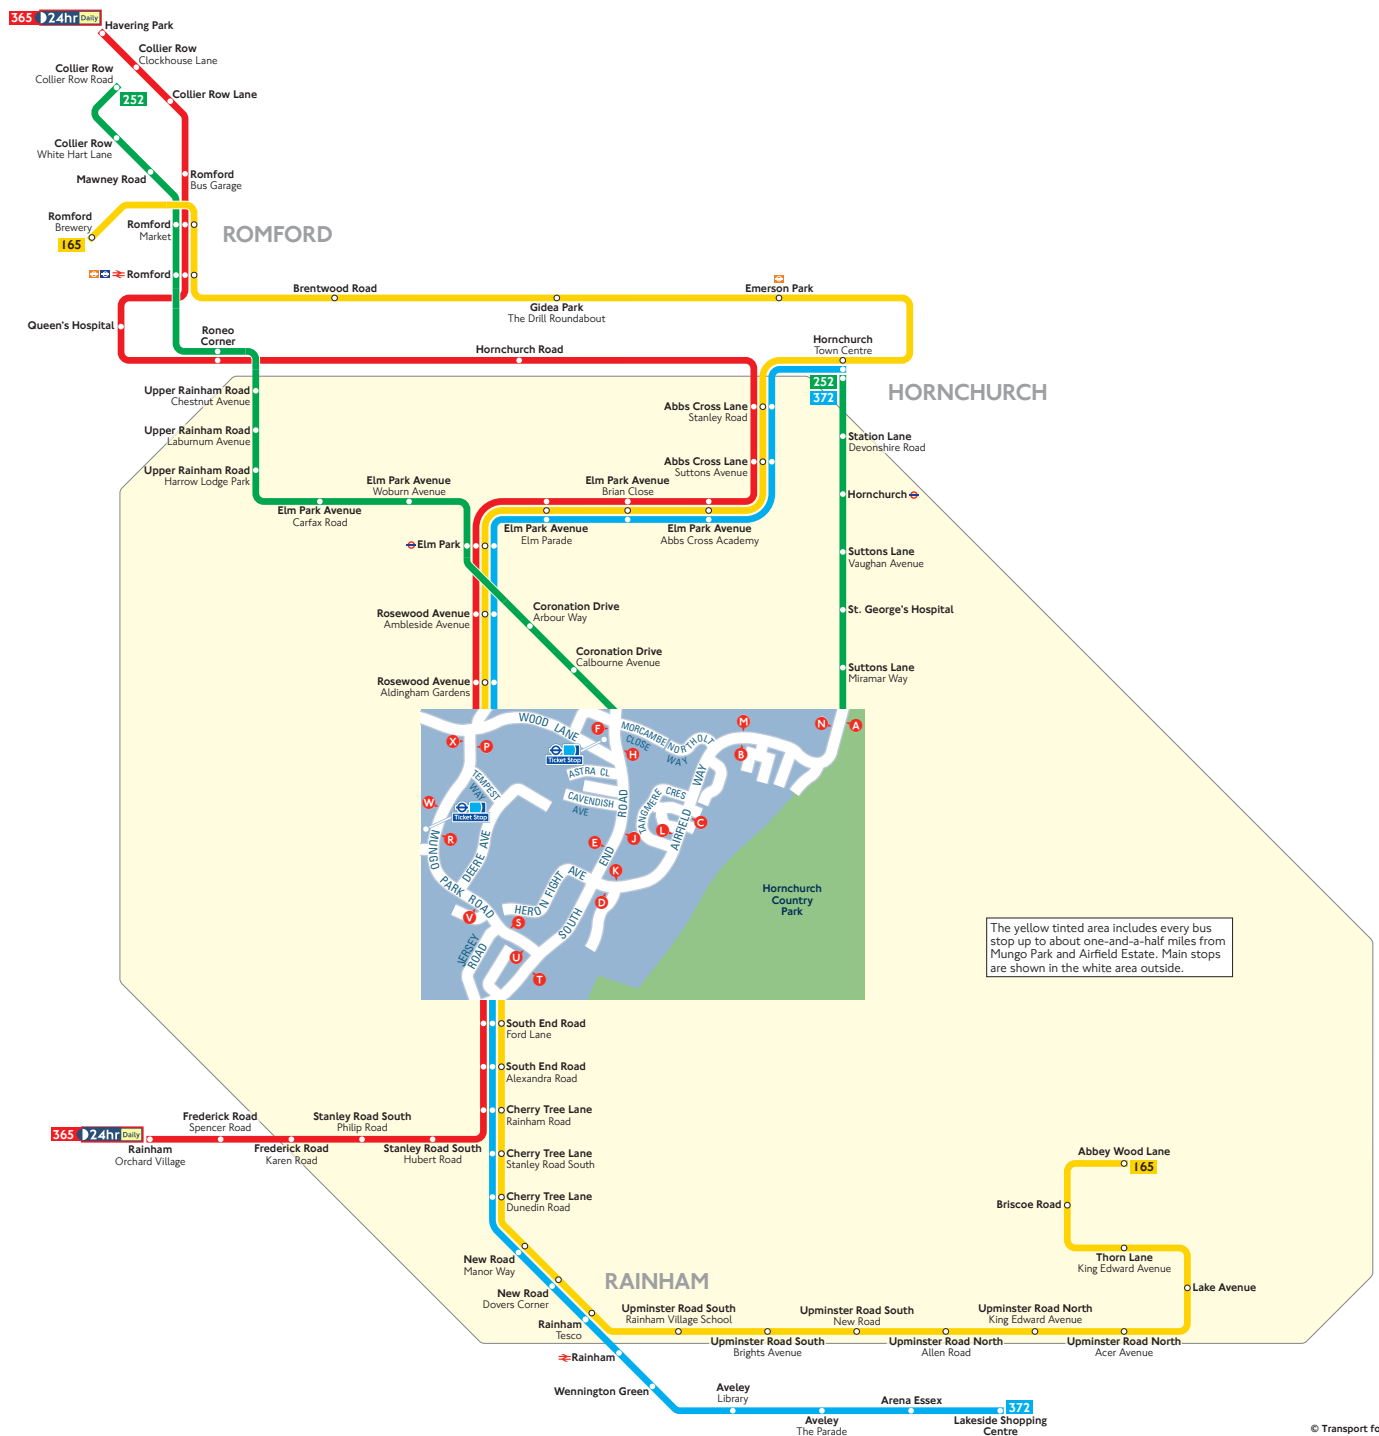 365 24hr Daily
Havering Park
Collier Row
Clockhouse Lane
Collier Row
Collier Row Road
252
Collier Row Lane
Collier Row
White Hart Lane
Mawney Road
Romford
Bus Garage
Romford
Brewery
165
Romford
Market
ROMFORD
Romford
Brentwood Road
Gidea Park
The Drill Roundabout
Emerson Park
Queen's Hospital
Roneo
Corner
Hornchurch Road
Hornchurch
Town Centre
252
372
HORNCHURCH
Upper Rainham Road
Chestnut Avenue
Upper Rainham Road
Laburnum Avenue
Upper Rainham Road
Harrow Lodge Park
Abbs Cross Lane
Stanley Road
Abbs Cross Lane
Suttons Avenue
Station Lane
Devonshire Road
Hornchurch
Elm Park Avenue
Woburn Avenue
Elm Park Avenue
Carfax Road
Elm Park Avenue
Brian Close
Elm Park Avenue
Elm Parade
Elm Park Avenue
Abbs Cross Academy
Elm Park
Suttons Lane
Vaughan Avenue
St. George's Hospital
Rosewood Avenue
Ambleside Avenue
Coronation Drive
Arbour Way
Coronation Drive
Calbourne Avenue
Suttons Lane
Miramar Way
Rosewood Avenue
Aldingham Gardens
WOOD LANE
MORCAMBE
CLOSE
NORTHOLT
WAY
F
M
N
A
X
P
H
B
Ticket Stop
ASTRA CL
TEMPEST
WAY
CAVENDISH
AVE
ROAD
TANGMERE
CRES
AIRFIELD
WAY
W
Ticket Stop
R
E
J
L
C
K
MUNGO
PARK ROAD
DEERE AVE
HERON FLIGHT
AVE
END
SOUTH
D
V
S
U
T
JERSEY
ROAD
Hornchurch
Country
Park
The yellow tinted area includes every bus
stop up to about one-and-a-half miles from
Mungo Park and Airfield Estate. Main stops
are shown in the white area outside.
South End Road
Ford Lane
South End Road
Alexandra Road
Cherry Tree Lane
Rainham Road
Cherry Tree Lane
Stanley Road South
Cherry Tree Lane
Dunedin Road
365 24hr Daily
Rainham
Orchard Village
Frederick Road
Spencer Road
Frederick Road
Karen Road
Stanley Road South
Philip Road
Stanley Road South
Hubert Road
Abbey Wood Lane
165
Briscoe Road
Thorn Lane
King Edward Avenue
Lake Avenue
New Road
Manor Way
RAINHAM
New Road
Dovers Corner
Rainham
Tesco
Rainham
Upminster Road South
Rainham Village School
Upminster Road South
Brights Avenue
Upminster Road South
New Road
Upminster Road North
Allen Road
Upminster Road North
King Edward Avenue
Upminster Road North
Acer Avenue
Wennington Green
Aveley
Library
Aveley
The Parade
Arena Essex
372
Lakeside Shopping
Centre
© Transport fo